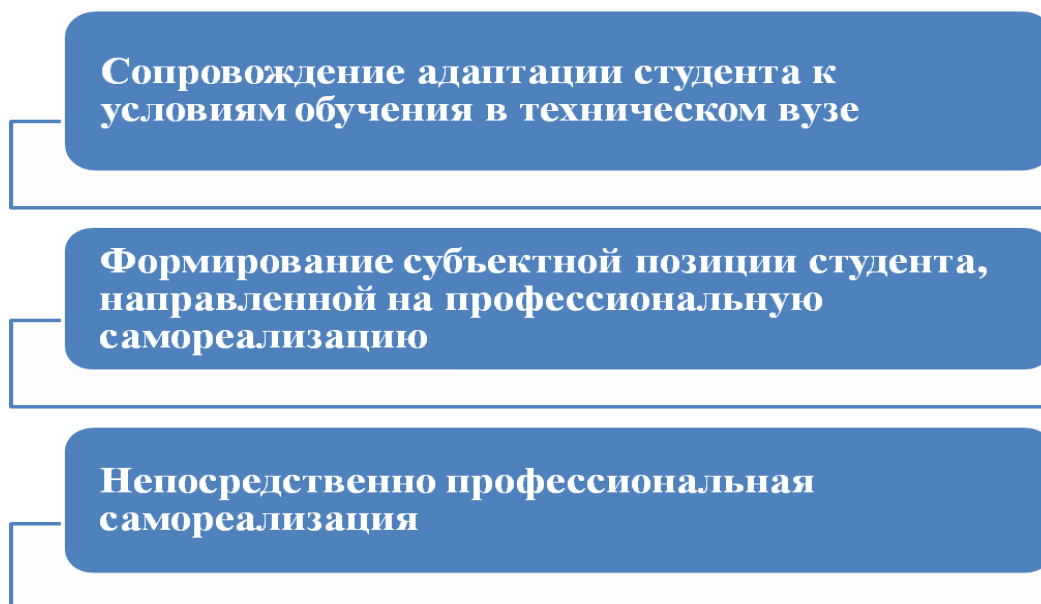 Сопровождение адаптации студента к
условиям обучения в техническом вузе
Формирование субъектной позиции студента,
направленной на профессиональную
самореализацию
Непосредственно профессиональная
самореализация